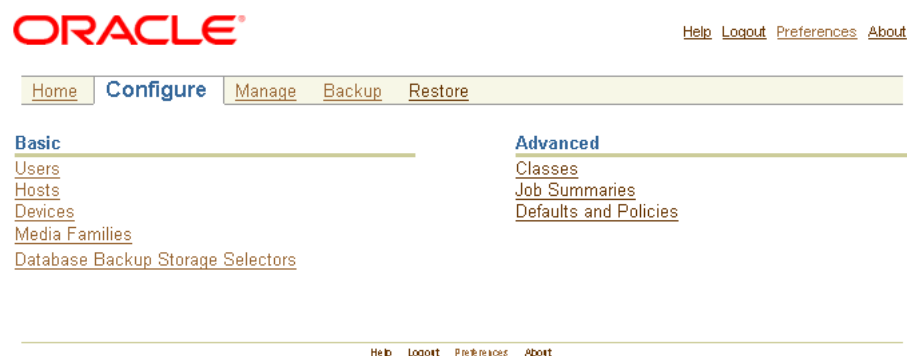 ORACLE
Help Logout Preferences About
Home Configure Manage Backup Restore
Basic
Users
Hosts
Devices
Media Families
Database Backup Storage Selectors
Advanced
Classes
Job Summaries
Defaults and Policies
Help Logout Preferences About